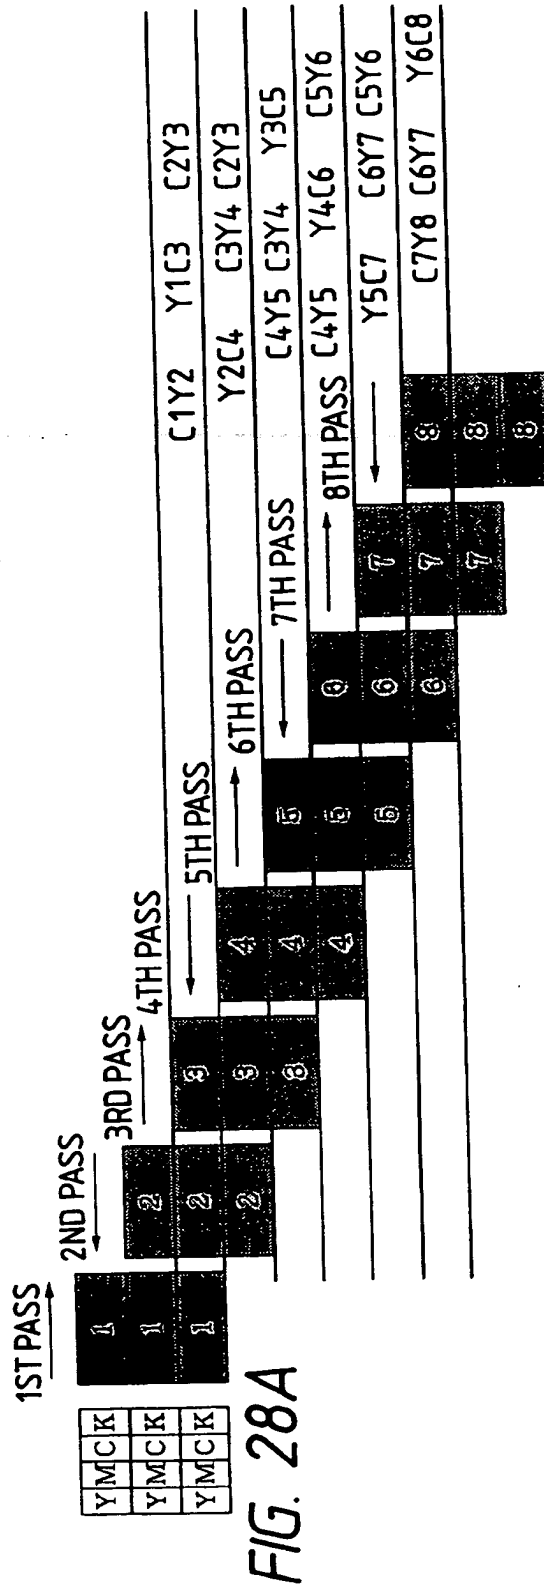 1ST PASS
2ND PASS
3RD PASS
4TH PASS
5TH PASS
6TH PASS
7TH PASS
8TH PASS
Y M C K
Y M C K
Y M C K
1
1
1
2
2
2
3
3
3
4
4
4
5
5
5
6
6
6
7
7
7
8
8
8
C1Y2 Y1C3 C2Y3
Y2C4 C3Y4 C2Y3
C4Y5 C3Y4 Y3C5
C4Y5 Y4C6 C5Y6
Y5C7 C6Y7 C5Y6
C7Y8 C6Y7 Y6C8
FIG. 28A